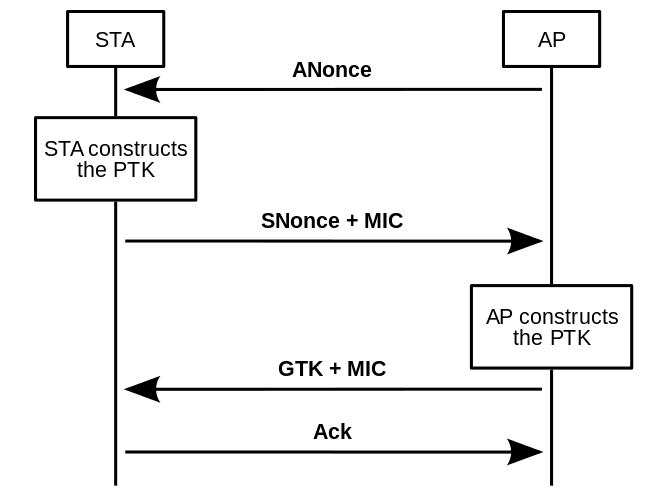 STA
AP
ANonce
STA constructs
the PTK
SNonce + MIC
AP constructs
the PTK
GTK + MIC
Ack